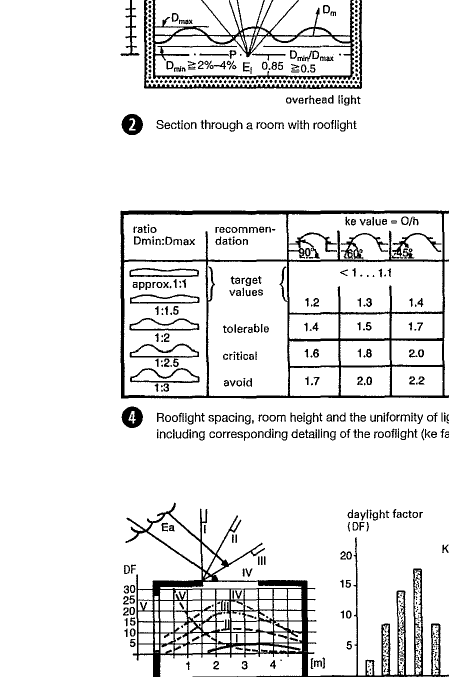 Dmax
Dm
P
Dmin/Dmax
Dmin ≧2%–4% Ei 0.85 ≧0.5
overhead light
2 Section through a room with rooflight
ratio recommen- ke value = O/h
Dmin:Dmax dation
90° 60° 45°
approx.1:1 target values < 1 . . . 1.1
1:1.5 1.2 1.3 1.4
1:2 tolerable 1.4 1.5 1.7
1:2.5 critical 1.6 1.8 2.0
1:3 avoid 1.7 2.0 2.2
4 Rooflight spacing, room height and the uniformity of lig
including corresponding detailing of the rooflight (ke fa
Ea I II III IV
DF
30
25
20
15
10
5
V V IV III II I
1 2 3 4 [m]
daylight factor
(DF)
K
20
15
10
5